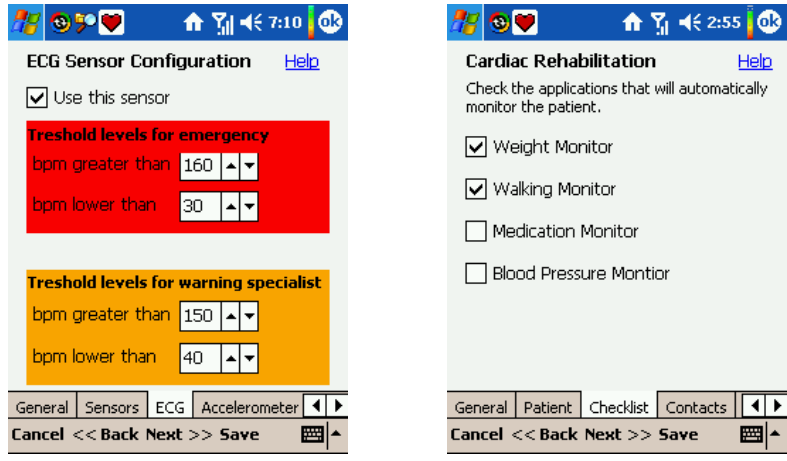 7:10 ok
ECG Sensor Configuration Help
Use this sensor
Treshold levels for emergency
bpm greater than 160
bpm lower than 30
Treshold levels for warning specialist
bpm greater than 150
bpm lower than 40
General Sensors ECG Accelerometer
Cancel << Back Next >> Save
2:55 ok
Cardiac Rehabilitation Help
Check the applications that will automatically
monitor the patient.
Weight Monitor
Walking Monitor
Medication Monitor
Blood Pressure Montior
General Patient Checklist Contacts
Cancel << Back Next >> Save